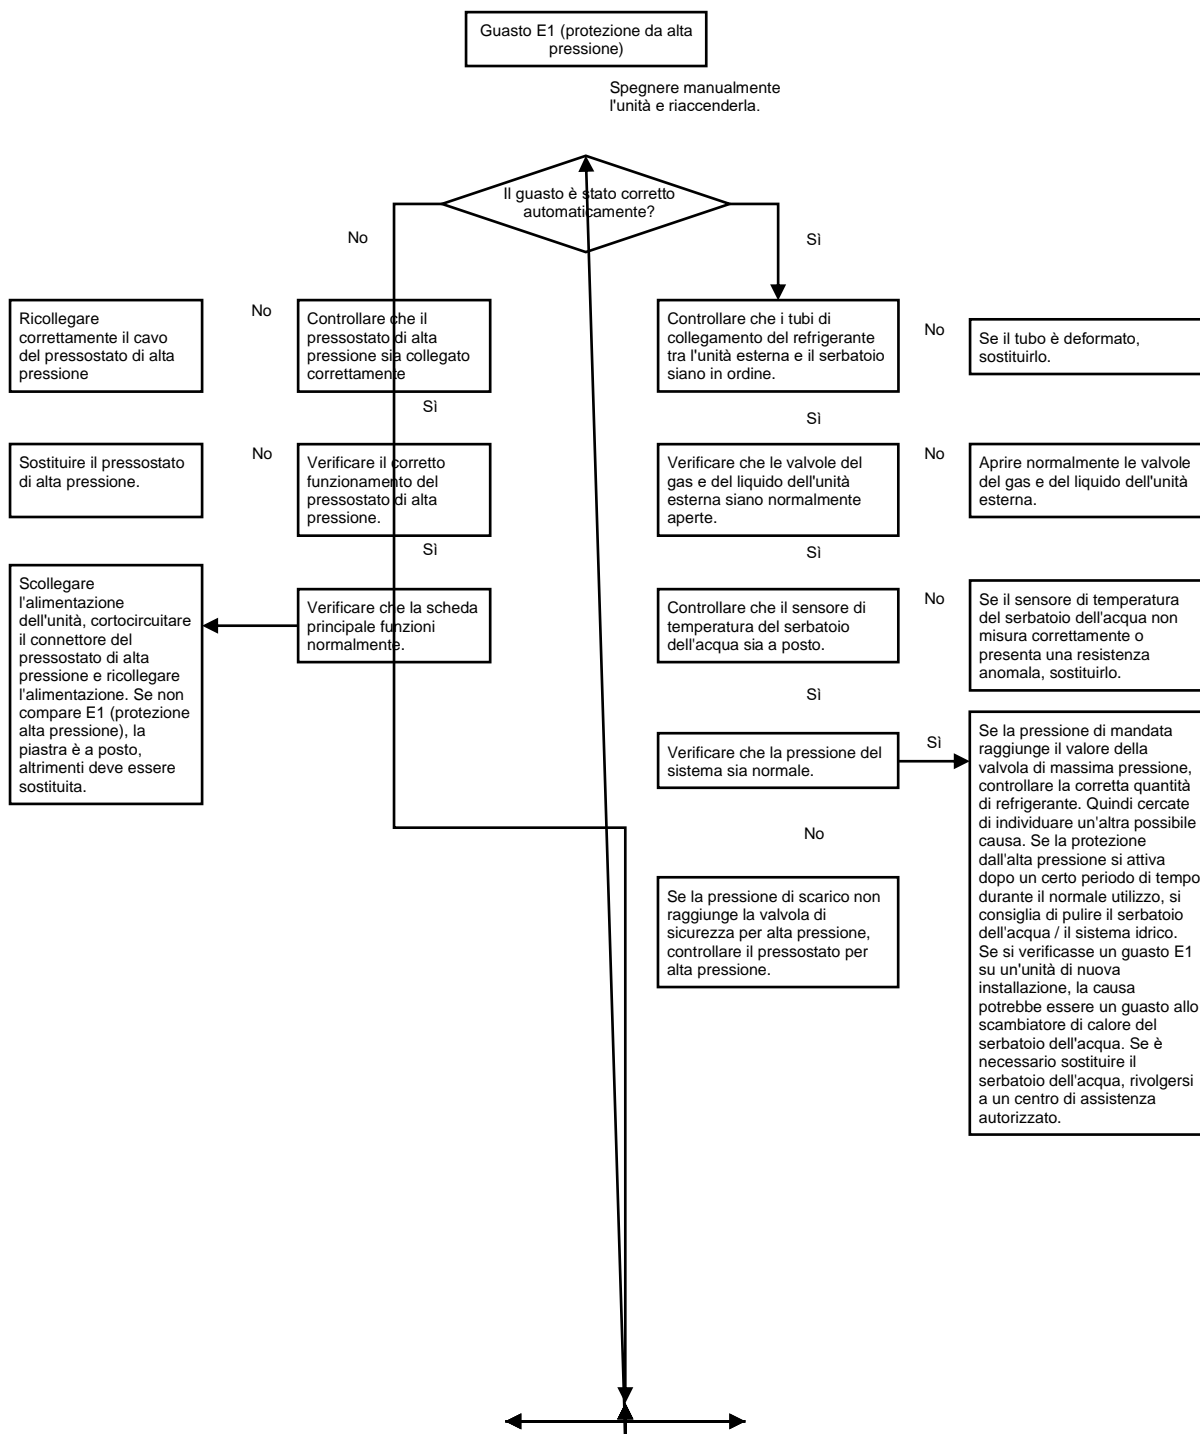 Guasto E1 (protezione da alta
pressione)
Spegnere manualmente
l'unità e riaccenderla.
Il guasto è stato corretto
automaticamente?
No
Sì
Ricollegare
correttamente il cavo
del pressostato di alta
pressione
No
Controllare che il
pressostato di alta
pressione sia collegato
correttamente
Controllare che i tubi di
collegamento del refrigerante
tra l'unità esterna e il serbatoio
siano in ordine.
No
Se il tubo è deformato,
sostituirlo.
Sì
Sì
Sostituire il pressostato
di alta pressione.
No
Verificare il corretto
funzionamento del
pressostato di alta
pressione.
Verificare che le valvole del
gas e del liquido dell'unità
esterna siano normalmente
aperte.
No
Aprire normalmente le valvole
del gas e del liquido dell'unità
esterna.
Sì
Sì
Scollegare
l'alimentazione
dell'unità, cortocircuitare
il connettore del
pressostato di alta
pressione e ricollegare
l'alimentazione. Se non
compare E1 (protezione
alta pressione), la
piastra è a posto,
altrimenti deve essere
sostituita.
Verificare che la scheda
principale funzioni
normalmente.
Controllare che il sensore di
temperatura del serbatoio
dell'acqua sia a posto.
No
Se il sensore di temperatura
del serbatoio dell'acqua non
misura correttamente o
presenta una resistenza
anomala, sostituirlo.
Sì
Verificare che la pressione del
sistema sia normale.
Sì
Se la pressione di mandata
raggiunge il valore della
valvola di massima pressione,
controllare la corretta quantità
di refrigerante. Quindi cercate
di individuare un'altra possibile
causa. Se la protezione
dall'alta pressione si attiva
dopo un certo periodo di tempo
durante il normale utilizzo, si
consiglia di pulire il serbatoio
dell'acqua / il sistema idrico.
Se si verificasse un guasto E1
su un'unità di nuova
installazione, la causa
potrebbe essere un guasto allo
scambiatore di calore del
serbatoio dell'acqua. Se è
necessario sostituire il
serbatoio dell'acqua, rivolgersi
a un centro di assistenza
autorizzato.
No
Se la pressione di scarico non
raggiunge la valvola di
sicurezza per alta pressione,
controllare il pressostato per
alta pressione.